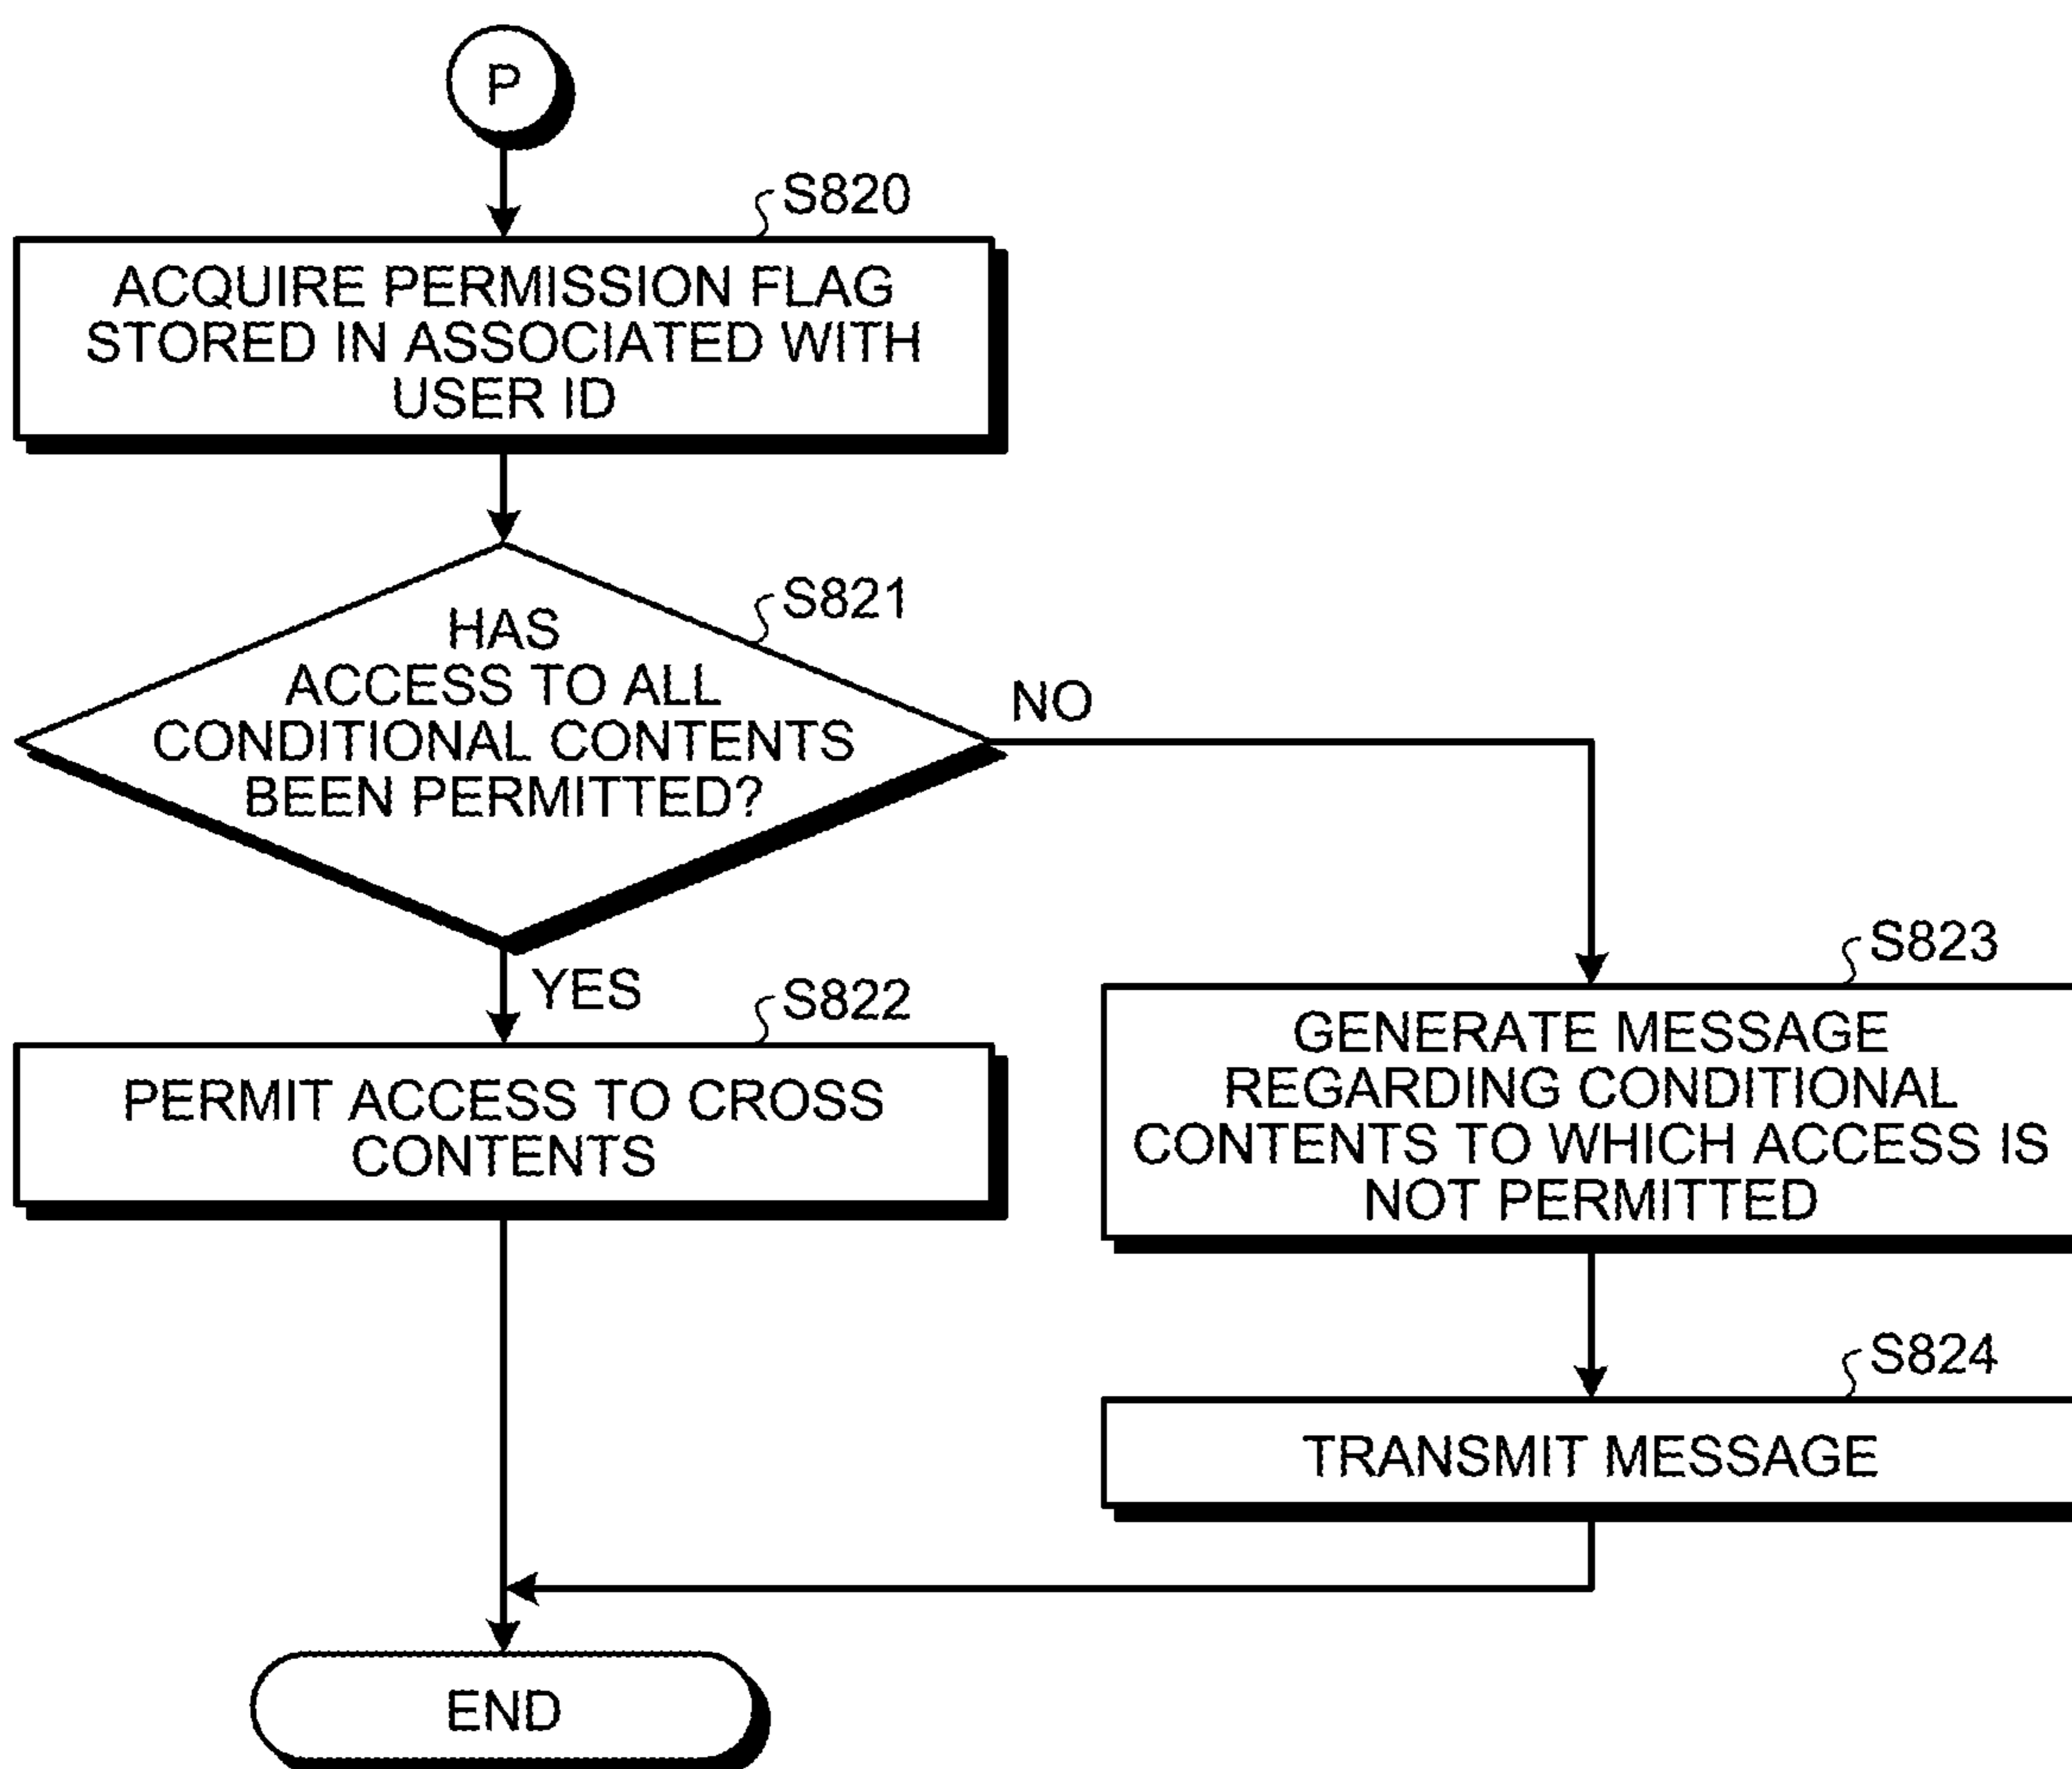 P
S820
ACQUIRE PERMISSION FLAG
STORED IN ASSOCIATED WITH
USER ID
S821
HAS
ACCESS TO ALL
CONDITIONAL CONTENTS
BEEN PERMITTED?
NO
YES
S822
PERMIT ACCESS TO CROSS
CONTENTS
S823
GENERATE MESSAGE
REGARDING CONDITIONAL
CONTENTS TO WHICH ACCESS IS
NOT PERMITTED
S824
TRANSMIT MESSAGE
END